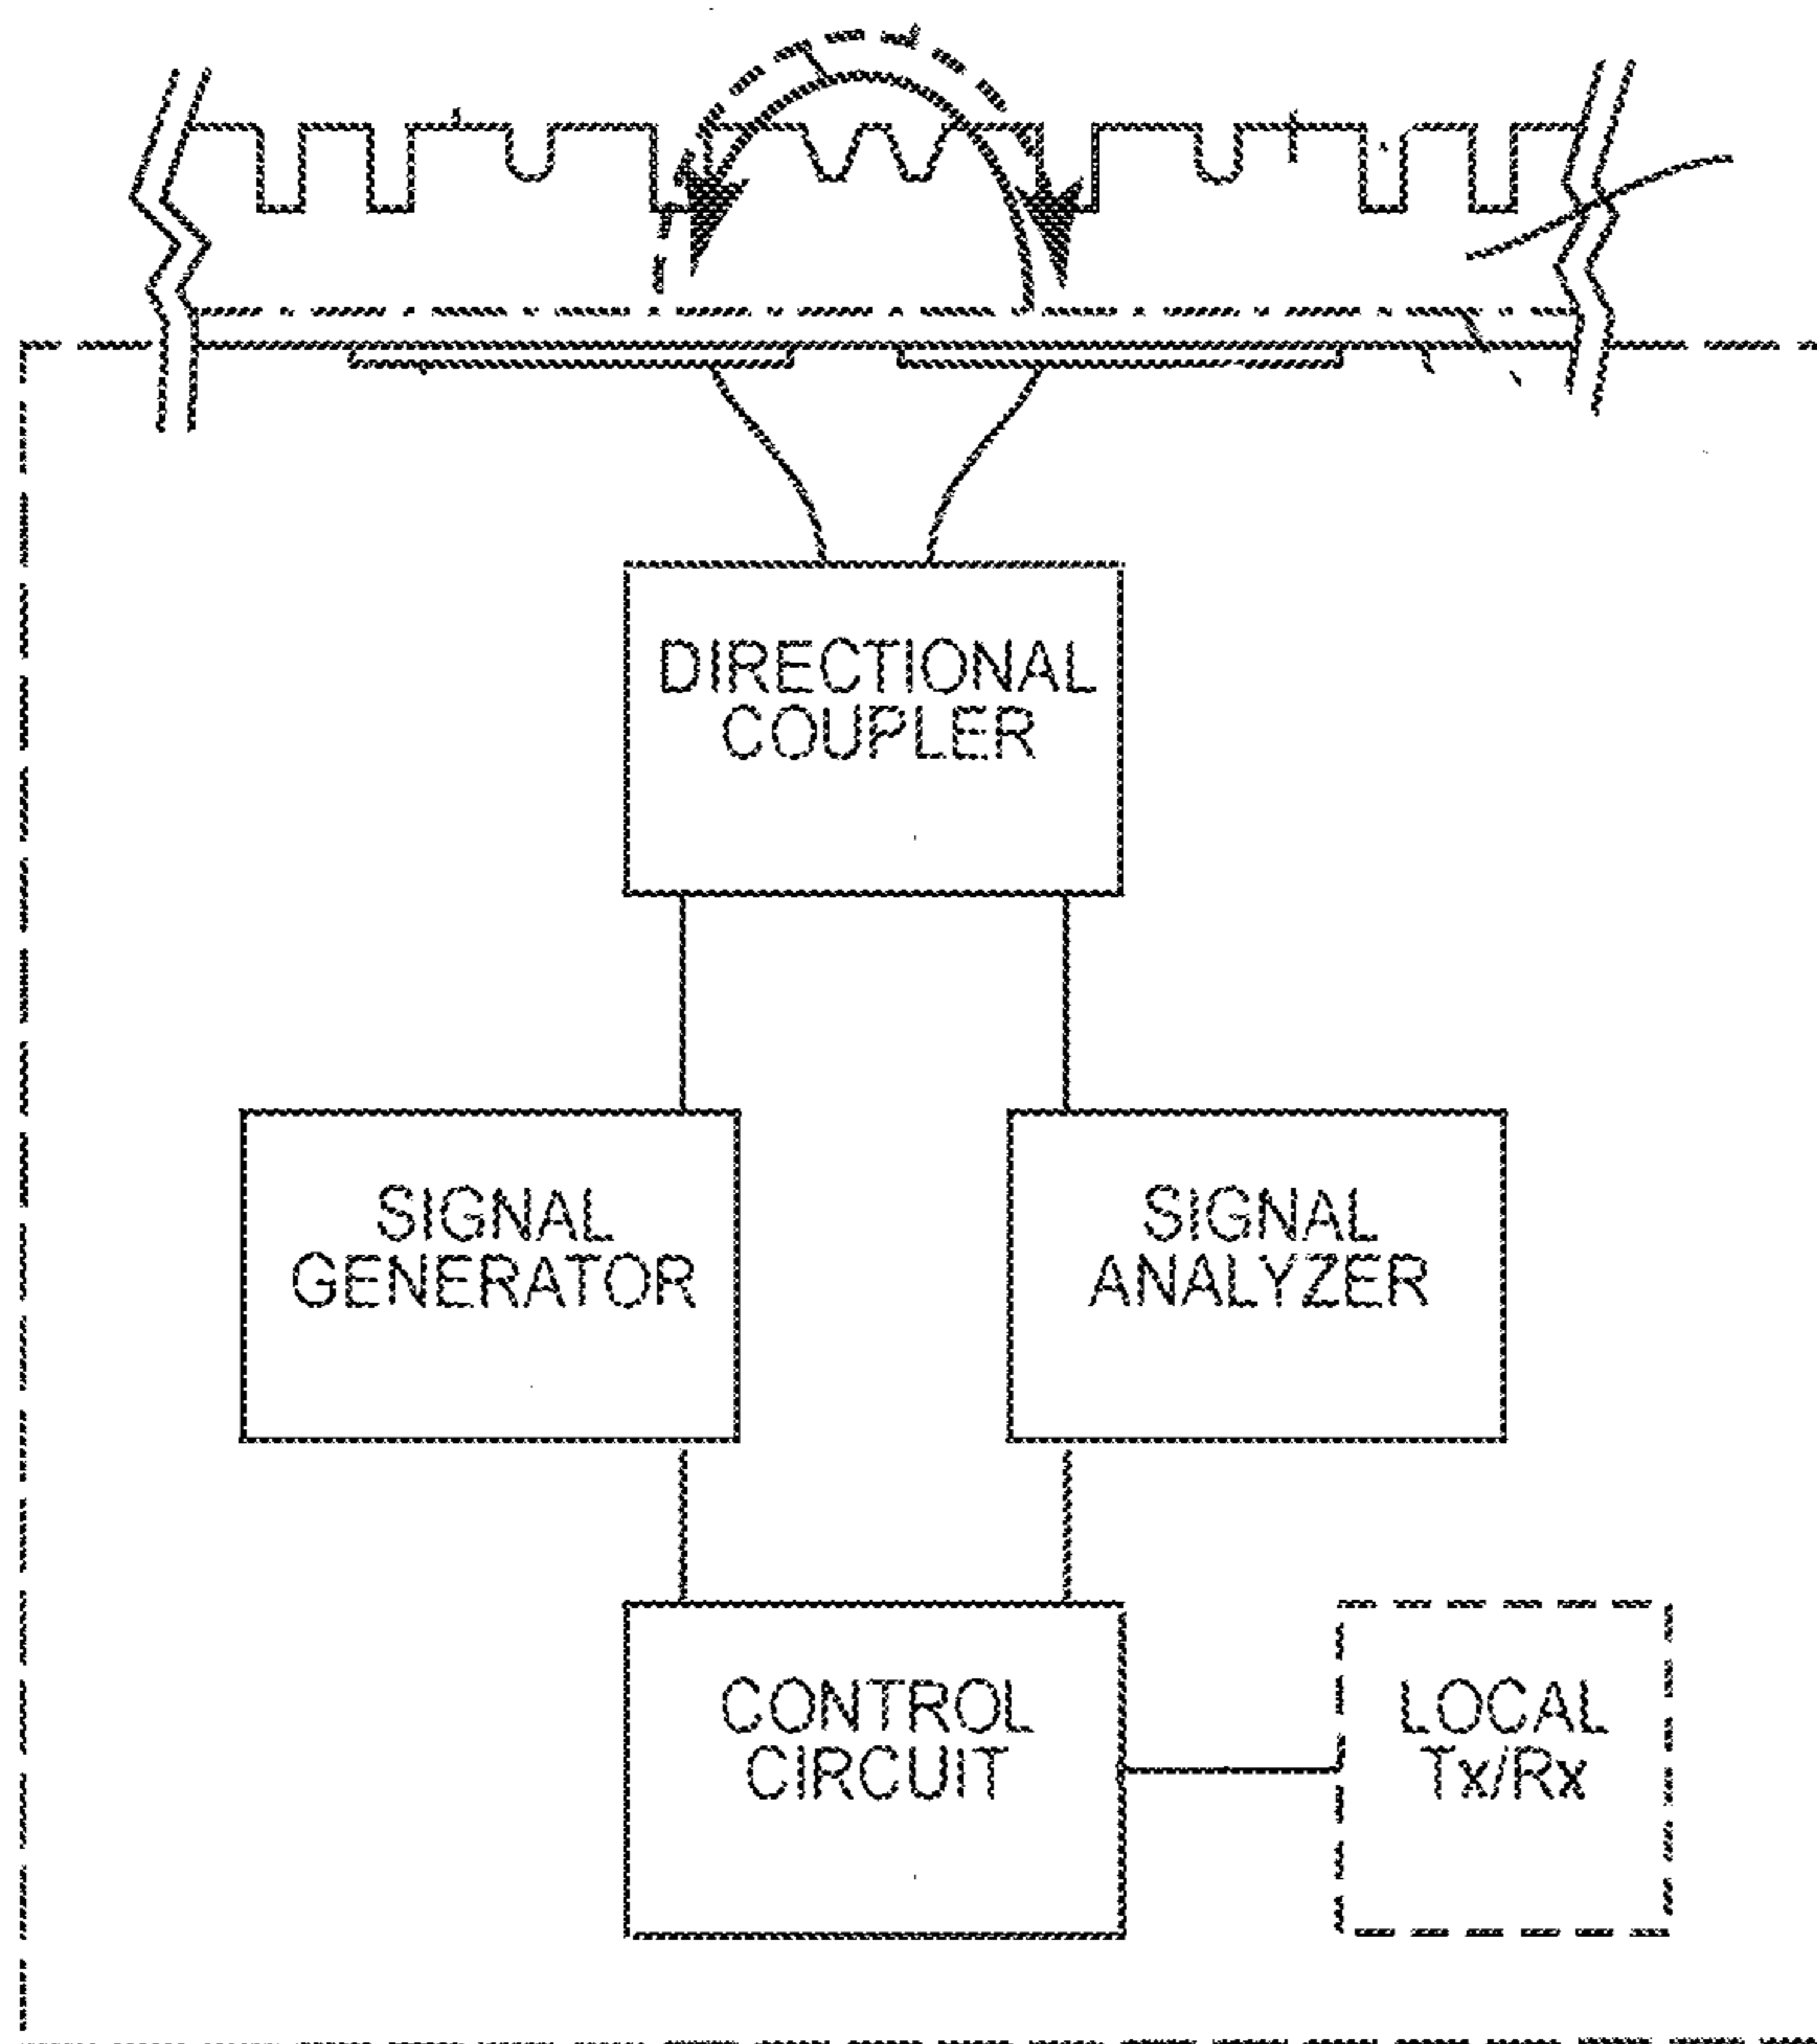 DIRECTIONAL
COUPLER
SIGNAL
GENERATOR
SIGNAL
ANALYZER
CONTROL
CIRCUIT
LOCAL
Tx/Rx